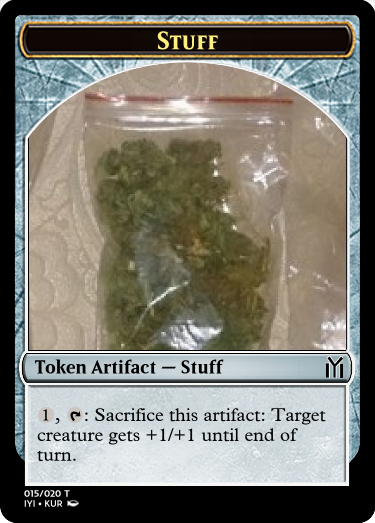 Stuff
Token Artifact — Stuff
1, T: Sacrifice this artifact: Target
creature gets +1/+1 until end of
turn.
015/020 T
IYI • KUR